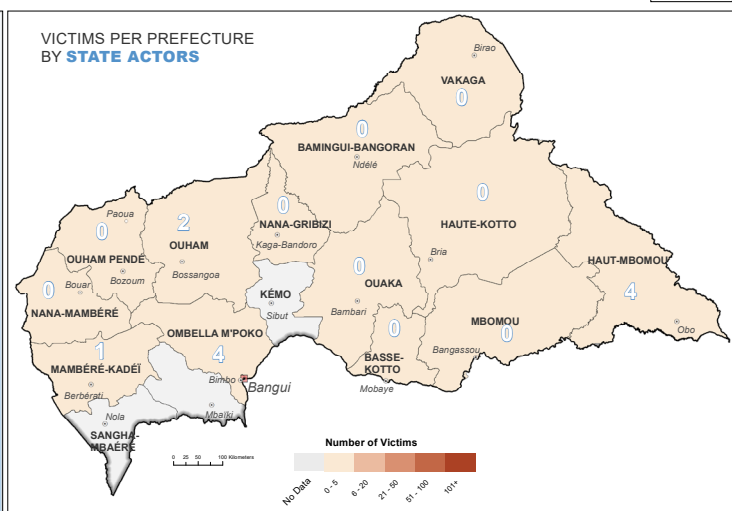 VICTIMS PER PREFECTURE
BY STATE ACTORS
Birao
VAKAGA
0
0
BAMINGUI-BANGORAN
Ndélé
0
HAUTE-KOTTO
Paoua
0
OUHAM PENDÉ
Bozoum
2
OUHAM
Bossangoa
0
NANA-GRIBIZI
Kaga-Bandoro
Bria
HAUT-MBOMOU
4
Obo
0
OUAKA
Bambari
KÉMO
Sibut
Bouar
0
NANA-MAMBÉRÉ
OMBELLA M'POKO
4
Bimbo
Bangui
MBOMOU
0
Bangassou
0
BASSE-
KOTTO
Mobaye
1
MAMBÉRÉ-KADÉÏ
Berbérati
Mbaïki
Nola
SANGHA-
MBAÉRÉ
0 25 50 100 Kilometers
Number of Victims
No Data
0 - 5
6 - 20
21 - 50
51 - 100
101+